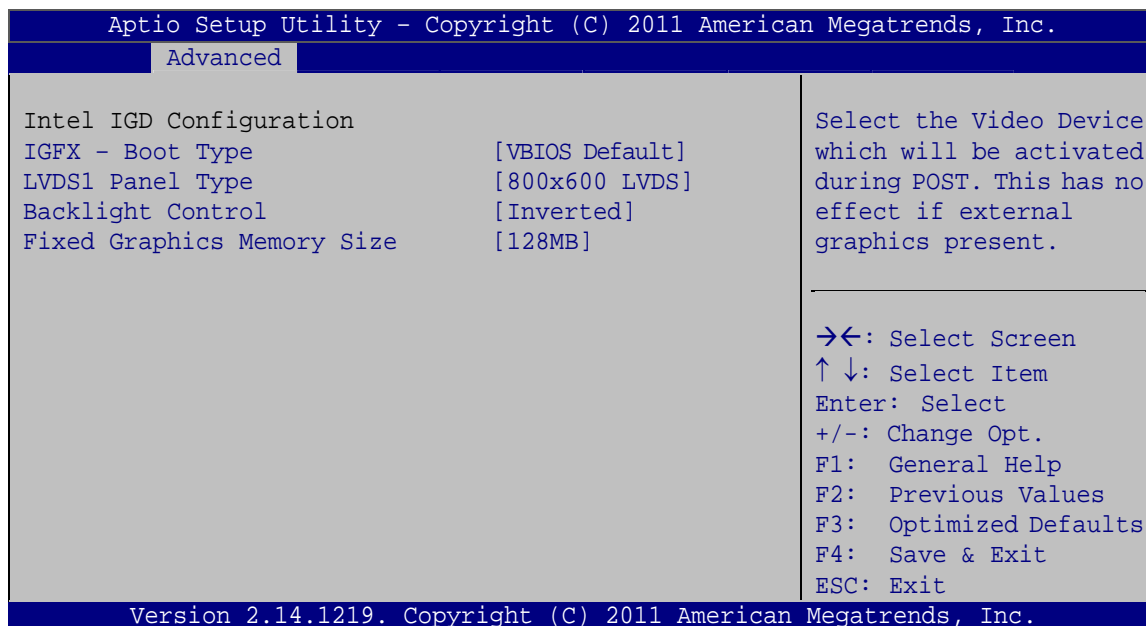 Aptio Setup Utility – Copyright (C) 2011 American Megatrends, Inc.
Advanced
Intel IGD Configuration
IGFX – Boot Type [VBIOS Default]
LVDS1 Panel Type [800x600 LVDS]
Backlight Control [Inverted]
Fixed Graphics Memory Size [128MB]
Select the Video Device
which will be activated
during POST. This has no
effect if external
graphics present.
→←: Select Screen
↑ ↓: Select Item
Enter: Select
+/-: Change Opt.
F1: General Help
F2: Previous Values
F3: Optimized Defaults
F4: Save & Exit
ESC: Exit
Version 2.14.1219. Copyright (C) 2011 American Megatrends, Inc.